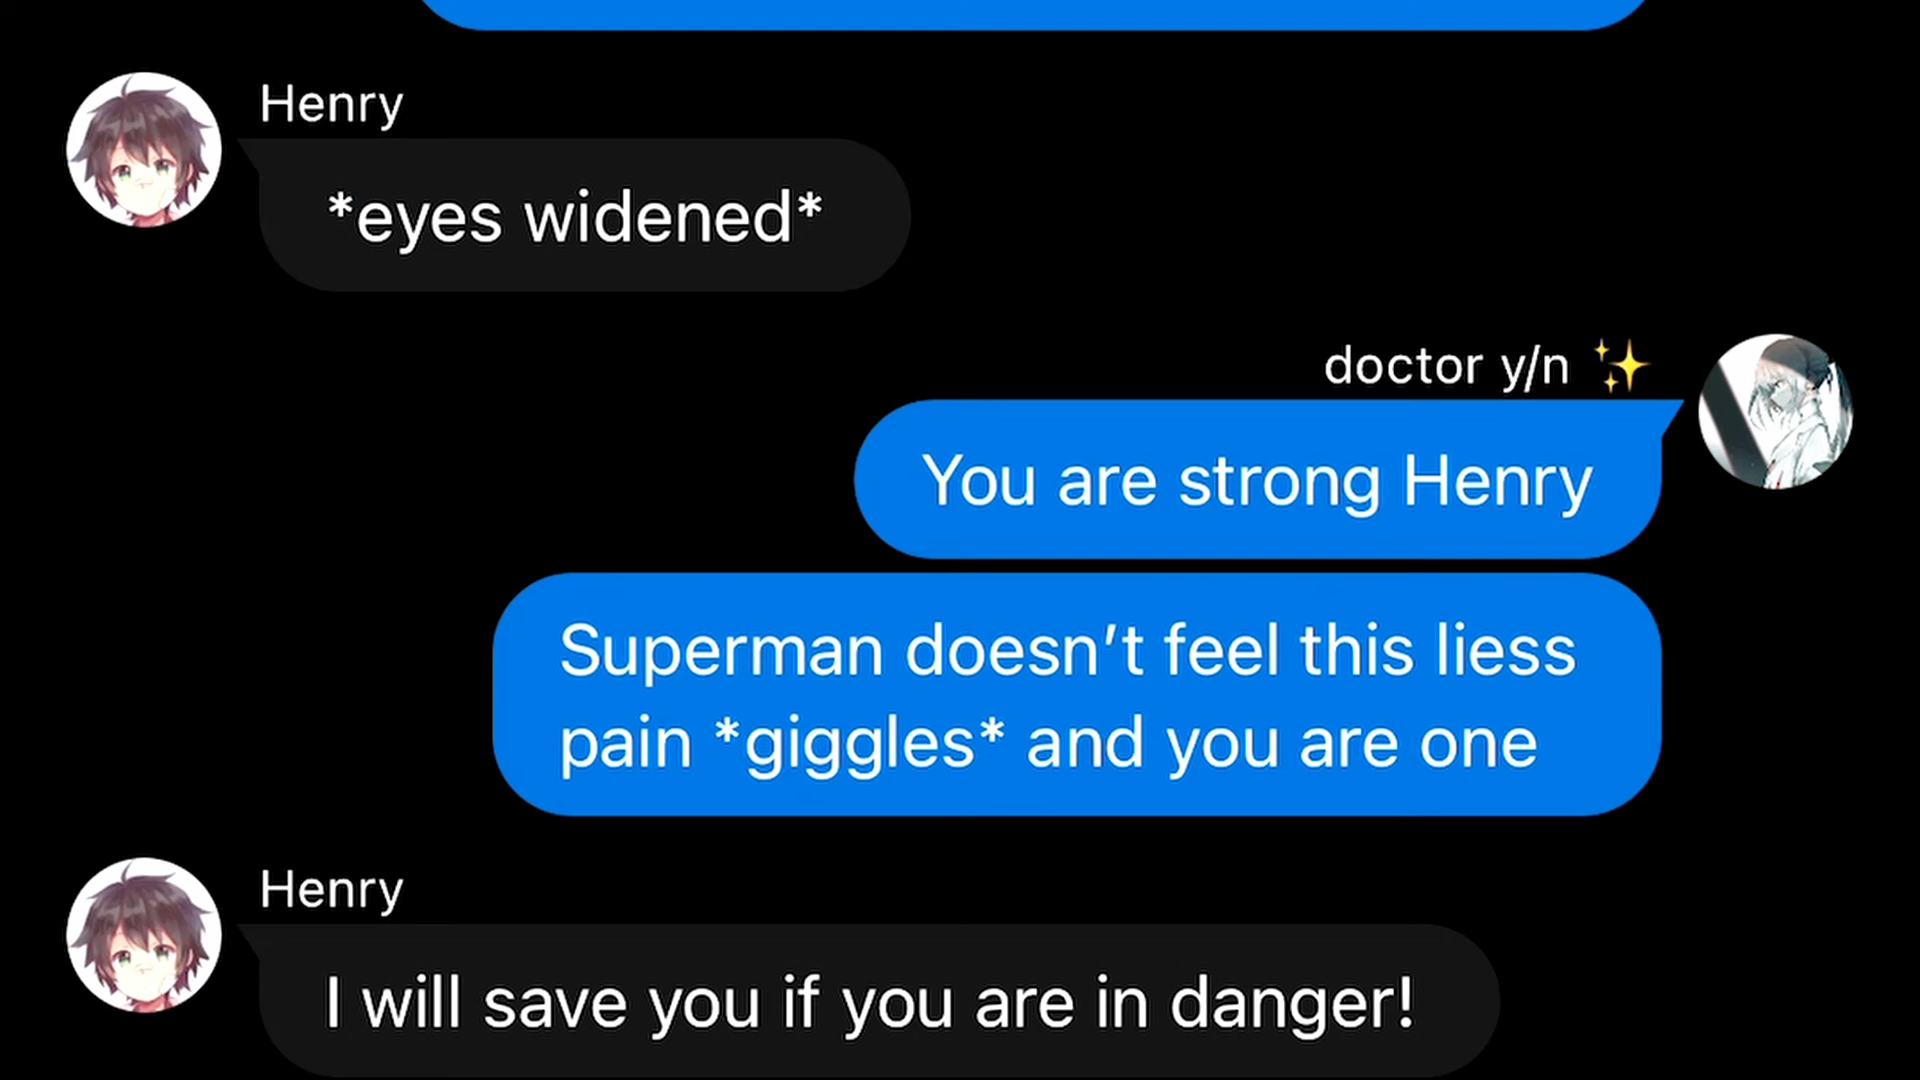 Henry
*eyes widened*
doctor y/n ✨
You are strong Henry
Superman doesn't feel this liess
pain *giggles* and you are one
Henry
I will save you if you are in danger!